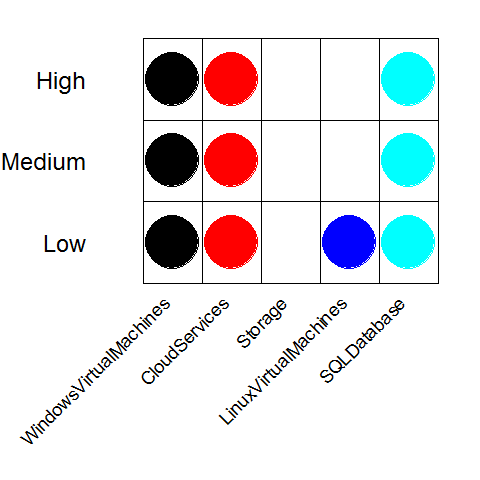 High
Medium
Low
WindowsVirtualMachines
CloudServices
Storage
LinuxVirtualMachines
SQLDatabase